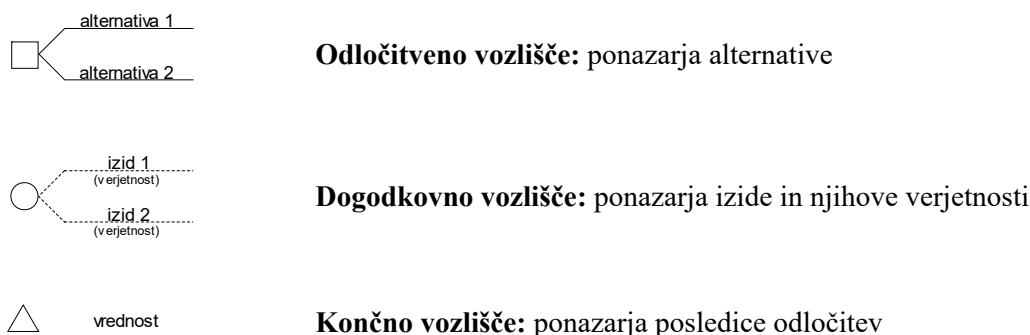 alternativa 1
alternativa 2
Odločitveno vozlišče: ponazarja alternative
izid 1
(verjetnost)
izid 2
(verjetnost)
Dogodkovno vozlišče: ponazarja izide in njihove verjetnosti
vrednost
Končno vozlišče: ponazarja posledice odločitev